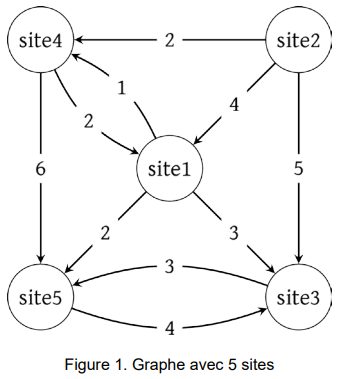 site4 2 site2
1
2 4
6 site1 5
2 3
3
site5 site3
4
Figure 1. Graphe avec 5 sites